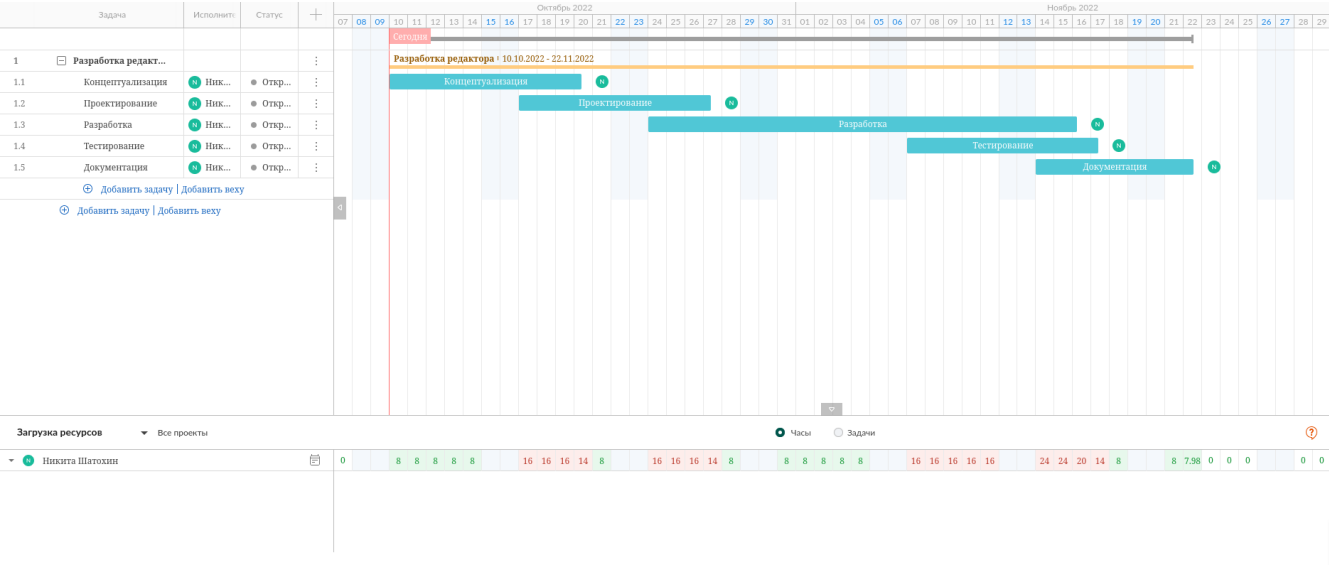 Октябрь 2022 Ноябрь 2022
Задача Исполните Статус
07 08 09 10 11 12 13 14 15 16 17 18 19 20 21 22 23 24 25 26 27 28 29 30 31 01 02 03 04 05 06 07 08 09 10 11 12 13 14 15 16 17 18 19 20 21 22 23 24 25 26 27 28 29
Сегодня
1 Разработка редакт... Разработка редактора 10.10.2022 - 22.11.2022
1.1 Концептуализация N Ник... Откр... Концептуализация N
1.2 Проектирование N Ник... Откр... Проектирование N
1.3 Разработка N Ник... Откр... Разработка N
1.4 Тестирование N Ник... Откр... Тестирование N
1.5 Документация N Ник... Откр... Документация N
Добавить задачу | Добавить веху
Добавить задачу | Добавить веху
Загрузка ресурсов Все проекты Часы Задачи ?
N Никита Шатохин 0 8 8 8 8 8 16 16 16 14 8 16 16 16 14 8 8 8 8 8 8 16 16 16 16 16 24 24 20 14 8 8 7.98 0 0 0 0 0